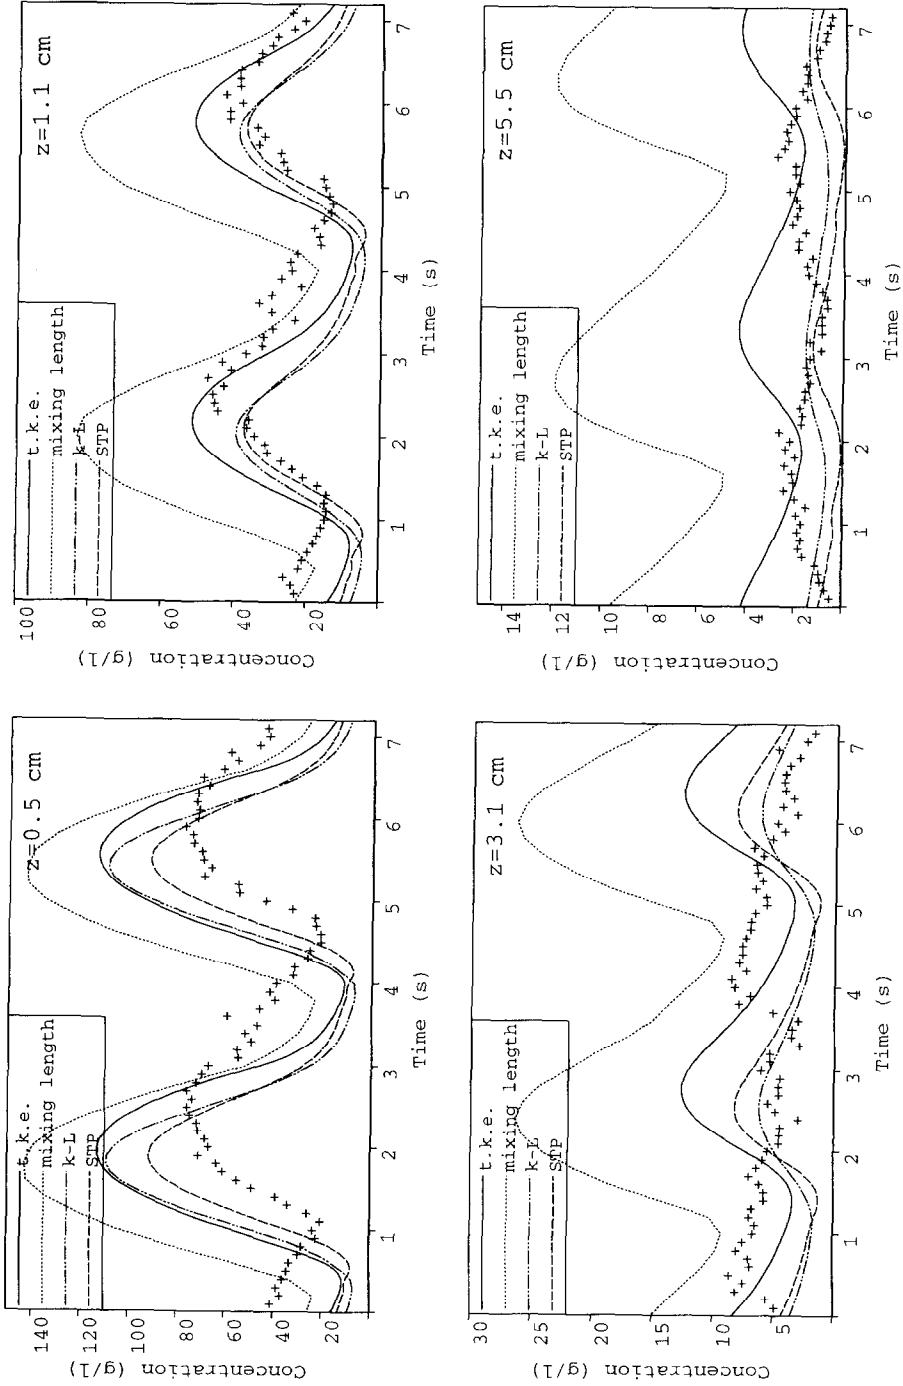 Concentration (g/l)
140
120
100
80
60
40
20
t.k.e.
mixing length
k-L
STP
z=0.5 cm
1 2 3 4 5 6 7
Time (s)
Concentration (g/l)
100
80
60
40
20
t.k.e.
mixing length
k-L
STP
z=1.1 cm
1 2 3 4 5 6 7
Time (s)
Concentration (g/l)
30
25
20
15
10
5
t.k.e.
mixing length
k-L
STP
z=3.1 cm
1 2 3 4 5 6 7
Time (s)
Concentration (g/l)
14
12
10
8
6
4
2
t.k.e.
mixing length
k-L
STP
z=5.5 cm
1 2 3 4 5 6 7
Time (s)